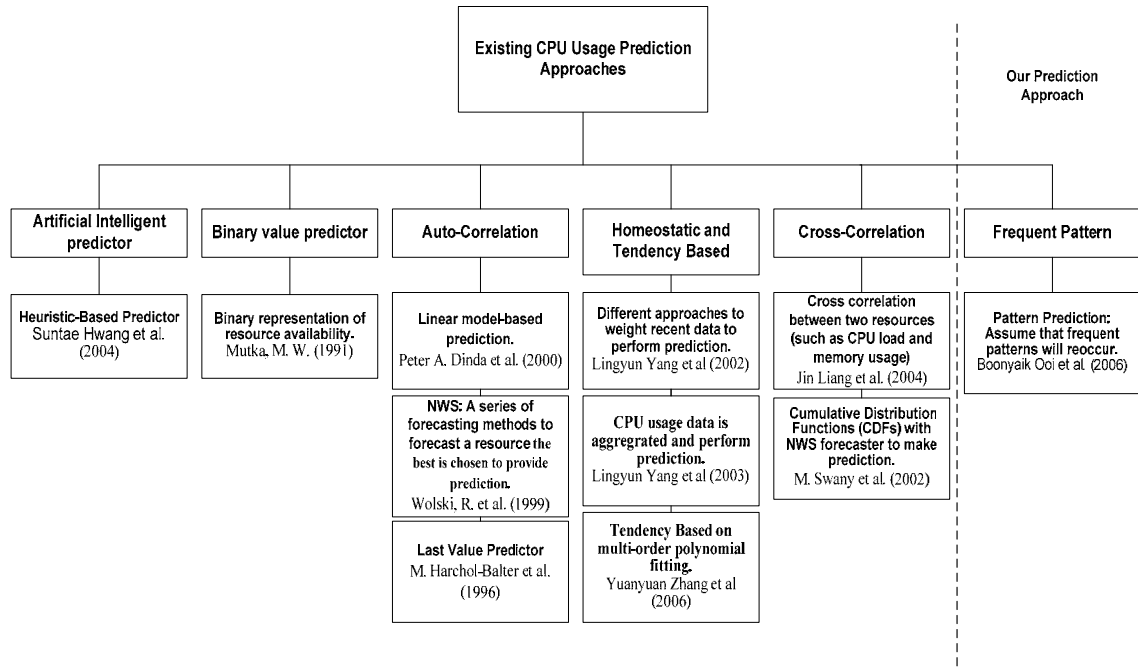 Existing CPU Usage Prediction
Approaches
Our Prediction
Approach
Artificial Intelligent
predictor
Binary value predictor
Auto-Correlation
Homeostatic and
Tendency Based
Cross-Correlation
Frequent Pattern
Heuristic-Based Predictor
Suntae Hwang et al.
(2004)
Binary representation of
resource availability.
Mutka, M. W. (1991)
Linear model-based
prediction.
Peter A. Dinda et al. (2000)
NWS: A series of
forecasting methods to
forecast a resource the
best is chosen to provide
prediction.
Wolski, R. et al. (1999)
Last Value Predictor
M. Harchol-Balter et al.
(1996)
Different approaches to
weight recent data to
perform prediction.
Lingyun Yang et al (2002)
CPU usage data is
aggregrated and perform
prediction.
Lingyun Yang et al (2003)
Tendency Based on
multi-order polynomial
fitting.
Yuanyuan Zhang et al
(2006)
Cross correlation
between two resources
(such as CPU load and
memory usage)
Jin Liang et al. (2004)
Cumulative Distribution
Functions (CDFs) with
NWS forecaster to make
prediction.
M. Swany et al. (2002)
Pattern Prediction:
Assume that frequent
patterns will reoccur.
Boonyaik Ooi et al. (2006)